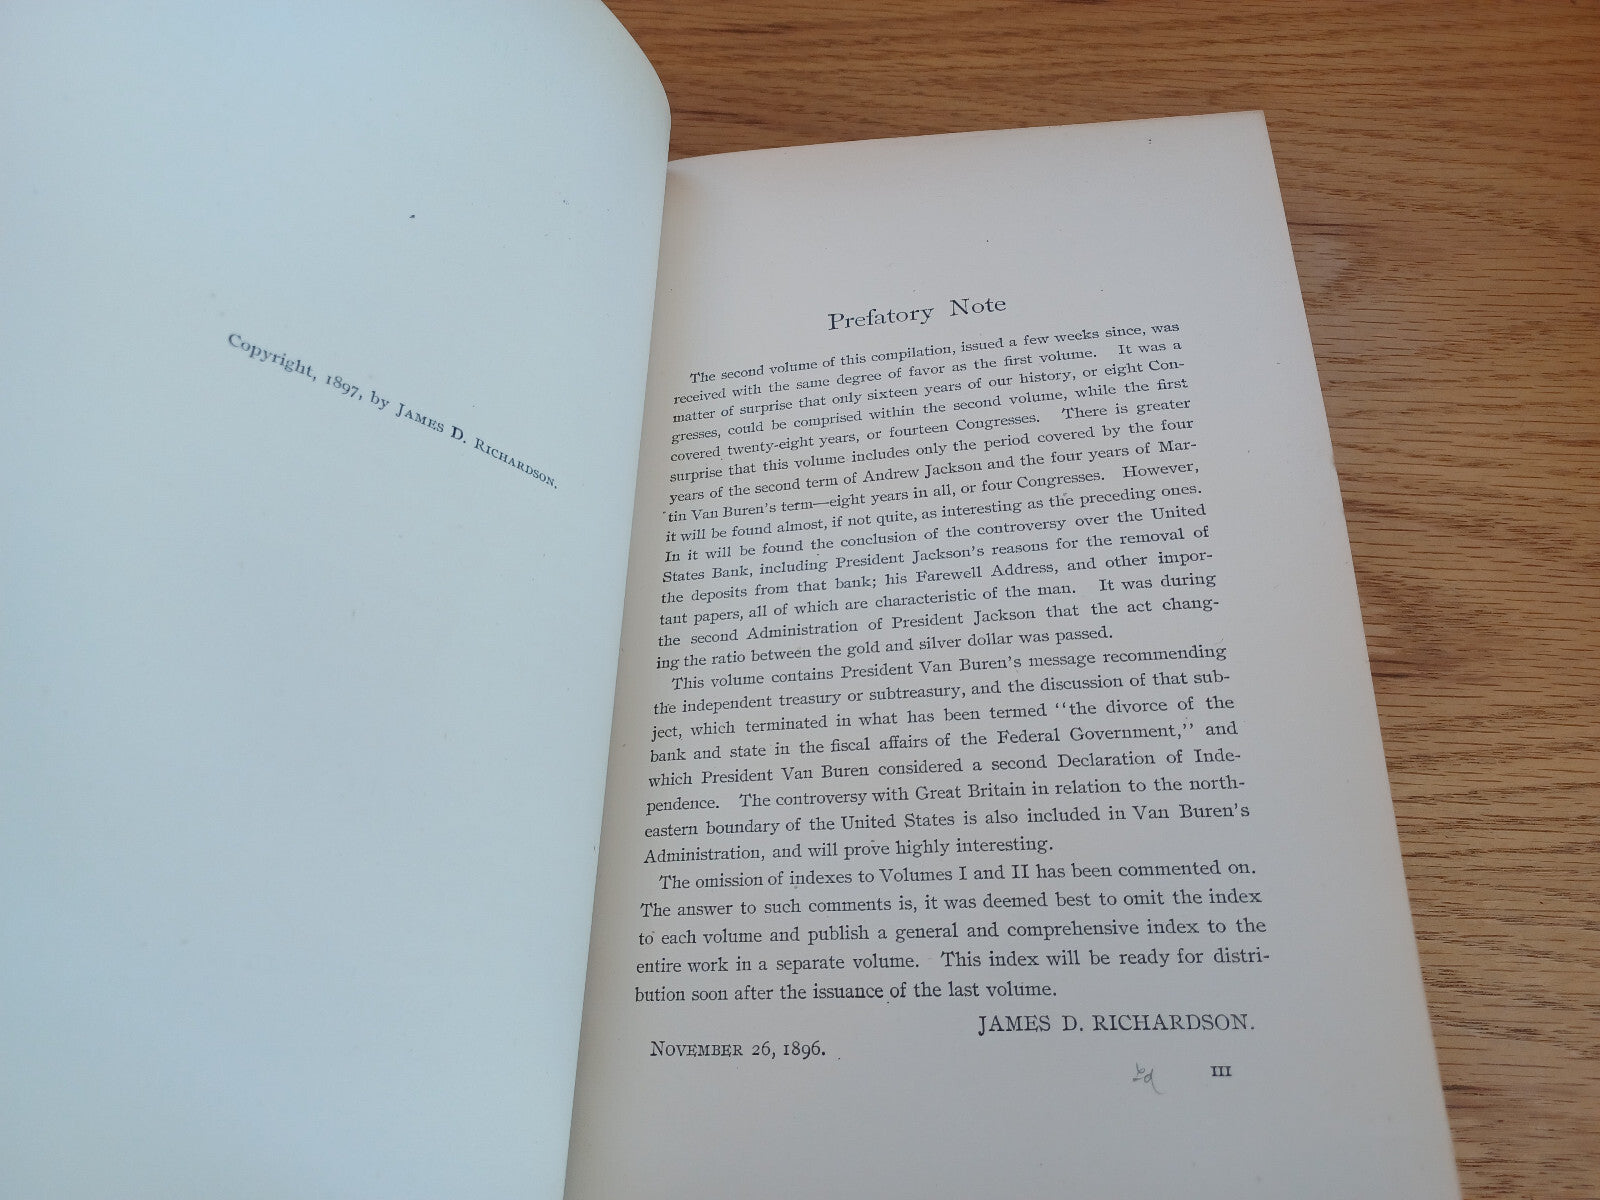 Copyright, 1897, by JAMES D. RICHARDSON.
Prefatory Note
The second volume of this compilation, issued a few weeks since, was
received with the same degree of favor as the first volume. It was a
matter of surprise that only sixteen years of our history, or eight Con-
gresses, could be comprised within the second volume, while the first
covered twenty-eight years, or fourteen Congresses. There is greater
surprise that this volume includes only the period covered by the four
years of the second term of Andrew Jackson and the four years of Mar-
tin Van Buren's term—eight years in all, or four Congresses. However,
it will be found almost, if not quite, as interesting as the preceding ones.
In it will be found the conclusion of the controversy over the United
States Bank, including President Jackson's reasons for the removal of
the deposits from that bank; his Farewell Address, and other impor-
tant papers, all of which are characteristic of the man. It was during
the second Administration of President Jackson that the act chang-
ing the ratio between the gold and silver dollar was passed.
This volume contains President Van Buren's message recommending
the independent treasury or subtreasury, and the discussion of that sub-
ject, which terminated in what has been termed "the divorce of the
bank and state in the fiscal affairs of the Federal Government," and
which President Van Buren considered a second Declaration of Inde-
pendence. The controversy with Great Britain in relation to the north-
eastern boundary of the United States is also included in Van Buren's
Administration, and will prove highly interesting.
The omission of indexes to Volumes I and II has been commented on.
The answer to such comments is, it was deemed best to omit the index
to each volume and publish a general and comprehensive index to the
entire work in a separate volume. This index will be ready for distri-
bution soon after the issuance of the last volume.
JAMES D. RICHARDSON.
NOVEMBER 26, 1896.
III